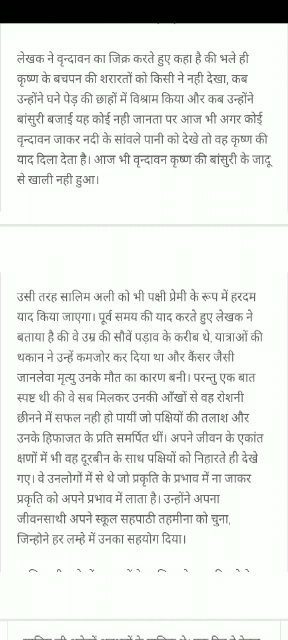 लेखक ने वृन्दावन का जिक्र करते हुए कहा है की भले ही
कृष्ण के बचपन की शरारतों को किसी ने नही देखा, कब
उन्होंने घने पेड़ की छाहों में विश्राम किया और कब उन्होंने
बांसुरी बजाई यह कोई नही जानता पर आज भी अगर कोई
वृन्दावन जाकर नदी के सांवले पानी को देखे तो वह कृष्ण की
याद दिला देता है। आज भी वृन्दावन कृष्ण की बांसुरी के जादू
से खाली नही हुआ।
उसी तरह सालिम अली को भी पक्षी प्रेमी के रूप में हरदम
याद किया जाएगा। पूर्व समय की याद करते हुए लेखक ने
बताया है की वे उम्र की सौवें पड़ाव के करीब थे, यात्राओं की
थकान ने उन्हें कमजोर कर दिया था और कैंसर जैसी
जानलेवा मृत्यु उनके मौत का कारण बनी। परन्तु एक बात
स्पष्ट थी की वे सब मिलकर उनकी आँखों से वह रोशनी
छीनने में सफल नही हो पायीं जो पक्षियों की तलाश और
उनके हिफाजत के प्रति समर्पित थीं। अपने जीवन के एकांत
क्षणों में भी वह दूरबीन के साथ पक्षियों को निहारते ही देखे
गए। वे उनलोगों में से थे जो प्रकृति के प्रभाव में ना जाकर
प्रकृति को अपने प्रभाव में लाता है। उन्होंने अपना
जीवनसाथी अपने स्कूल सहपाठी तहमीना को चुना,
जिन्होने हर लम्हे में उनका सहयोग दिया।